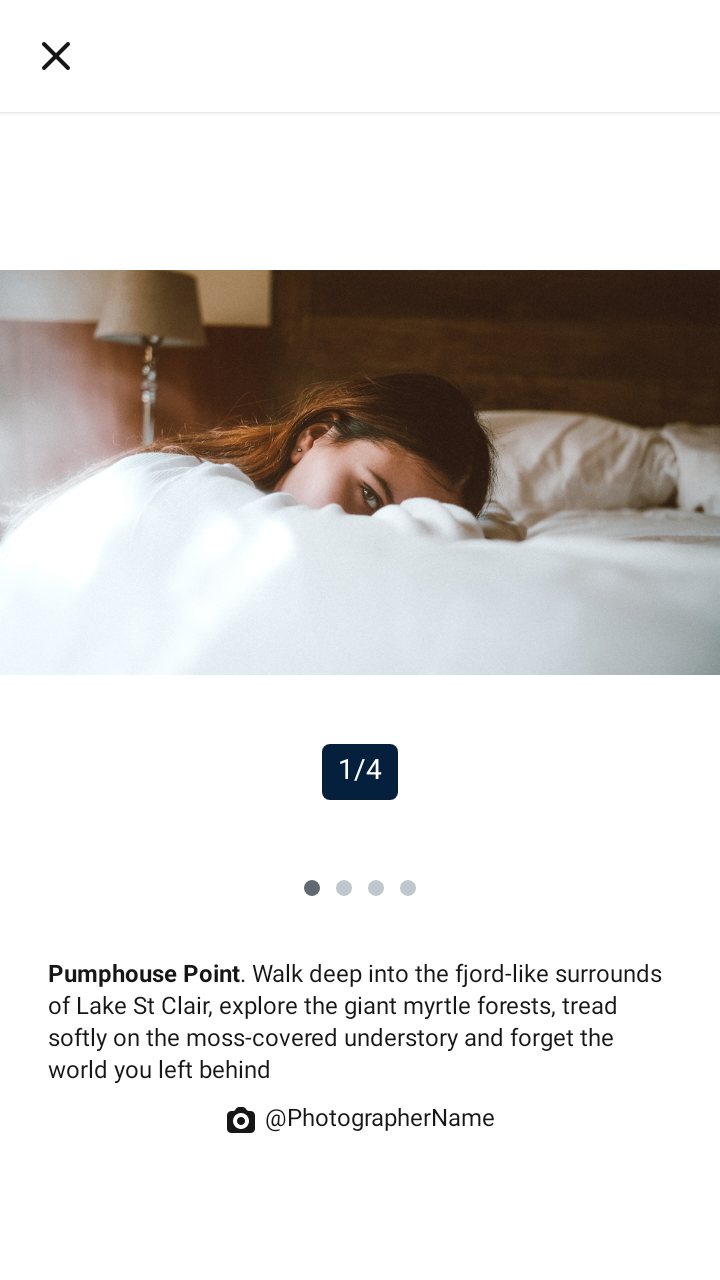 1/4
Pumphouse Point. Walk deep into the fjord-like surrounds
of Lake St Clair, explore the giant myrtle forests, tread
softly on the moss-covered understory and forget the
world you left behind
@PhotographerName